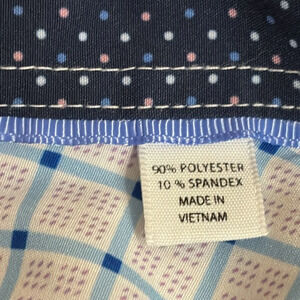 90% POLYESTER
10 % SPANDEX
MADE IN
VIETNAM